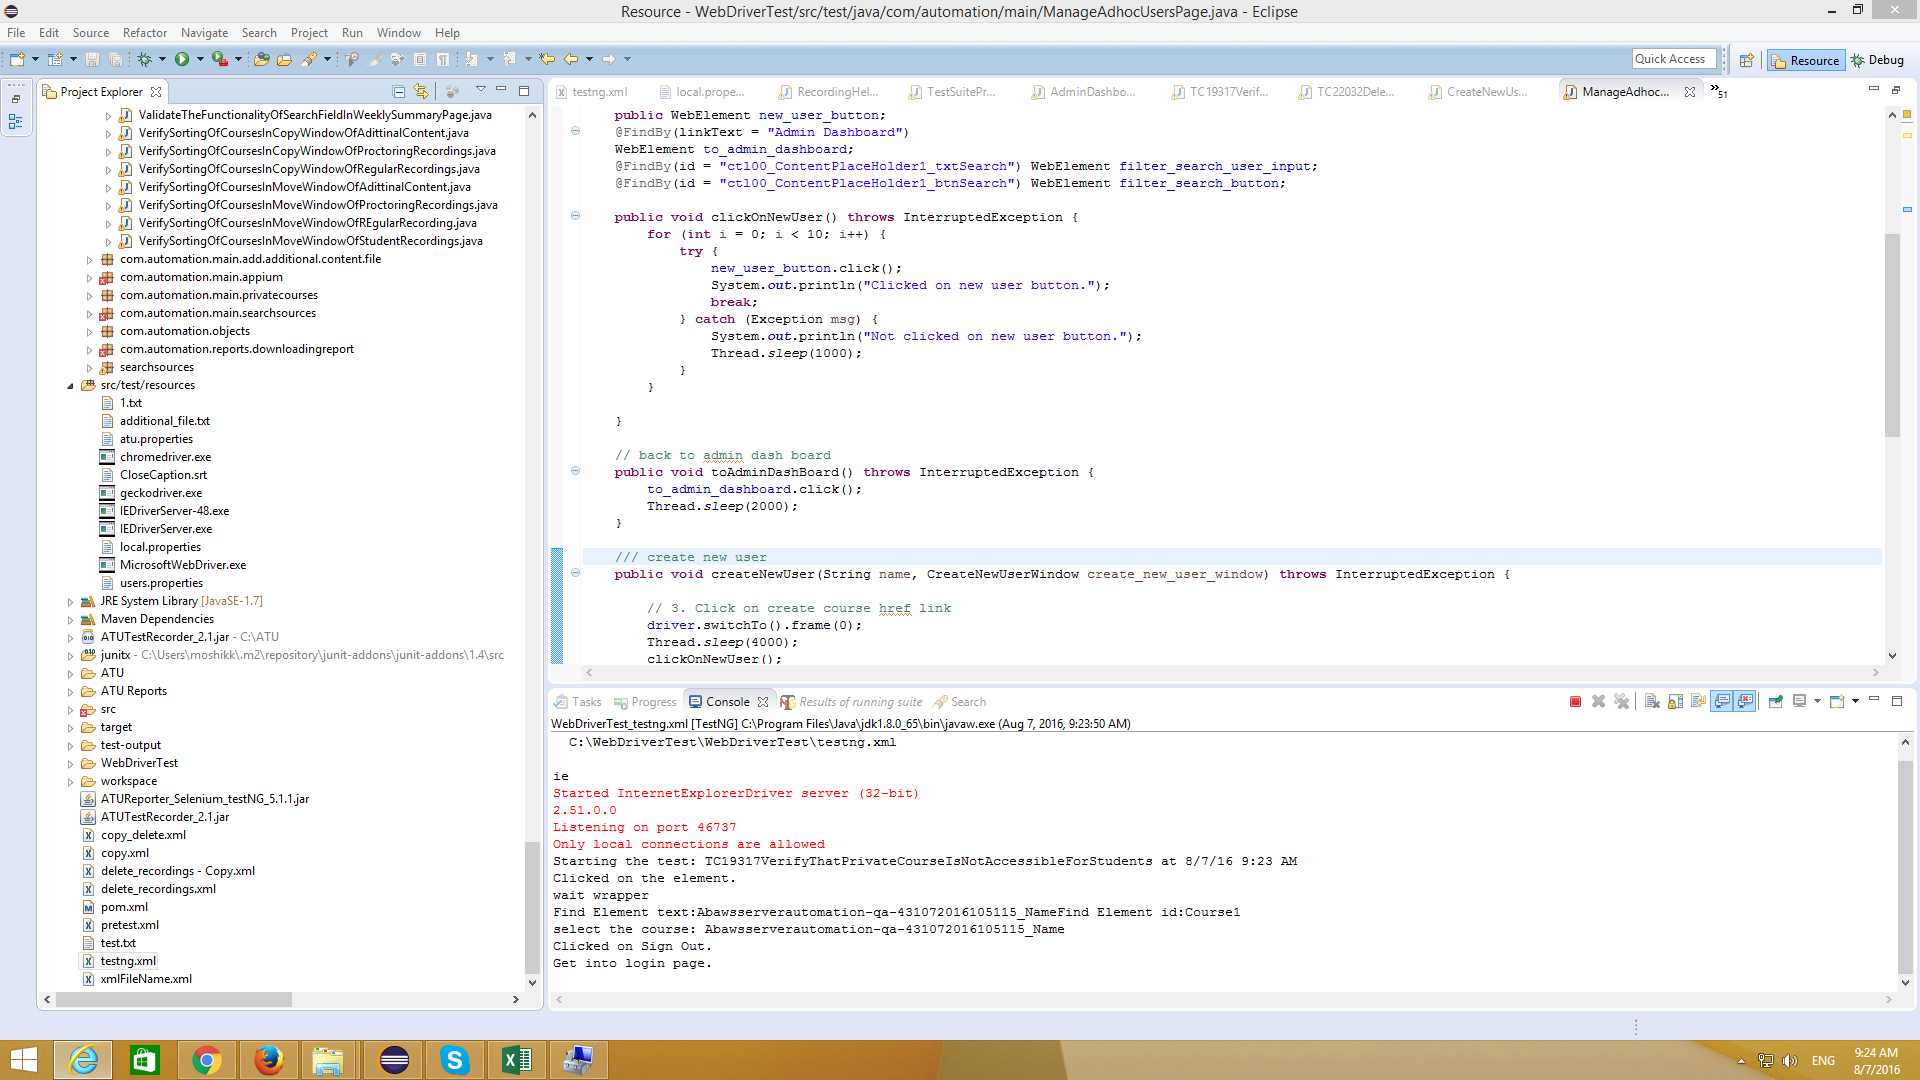 Resource - WebDriverTest/src/test/java/com/automation/main/ManageAdhocUsersPage.java - Eclipse
File Edit Source Refactor Navigate Search Project Run Window Help
Quick Access
Resource
Debug
Project Explorer
ValidateTheFunctionalityOfSearchFieldInWeeklySummaryPage.java
VerifySortingOfCoursesInCopyWindowOfAdittinalContent.java
VerifySortingOfCoursesInCopyWindowOfProctoringRecordings.java
VerifySortingOfCoursesInCopyWindowOfRegularRecordings.java
VerifySortingOfCoursesInMoveWindowOfAdittinalContent.java
VerifySortingOfCoursesInMoveWindowOfProctoringRecordings.java
VerifySortingOfCoursesInMoveWindowOfREgularRecording.java
VerifySortingOfCoursesInMoveWindowOfStudentRecordings.java
com.automation.main.add.additional.content.file
com.automation.main.appium
com.automation.main.privatecourses
com.automation.main.searchsources
com.automation.objects
com.automation.reports.downloadingreport
searchsources
src/test/resources
1.txt
additional_file.txt
atu.properties
chromedriver.exe
CloseCaption.srt
geckodriver.exe
IEDriverServer-48.exe
IEDriverServer.exe
local.properties
MicrosoftWebDriver.exe
users.properties
JRE System Library [JavaSE-1.7]
Maven Dependencies
ATUTestRecorder_2.1.jar - C:\ATU
junitx - C:\Users\moshikk\.m2\repository\junit-addons\junit-addons\1.4\src
ATU
ATU Reports
src
target
test-output
WebDriverTest
workspace
ATUReporter_Selenium_testNG_5.1.1.jar
ATUTestRecorder_2.1.jar
copy_delete.xml
copy.xml
delete_recordings - Copy.xml
delete_recordings.xml
pom.xml
pretest.xml
test.txt
testng.xml
xmlFileName.xml
testng.xml local.prope... RecordingHel... TestSuitePr... AdminDashbo... TC19317Verif... TC22032Dele... CreateNewUs... ManageAdhoc... 51
public WebElement new_user_button;
@FindBy(linkText = "Admin Dashboard")
WebElement to_admin_dashboard;
@FindBy(id = "ctl00_ContentPlaceHolder1_txtSearch") WebElement filter_search_user_input;
@FindBy(id = "ctl00_ContentPlaceHolder1_btnSearch") WebElement filter_search_button;
public void clickOnNewUser() throws InterruptedException {
for (int i = 0; i < 10; i++) {
try {
new_user_button.click();
System.out.println("Clicked on new user button.");
break;
} catch (Exception msg) {
System.out.println("Not clicked on new user button.");
Thread.sleep(1000);
}
}
}
// back to admin dash board
public void toAdminDashBoard() throws InterruptedException {
to_admin_dashboard.click();
Thread.sleep(2000);
}
/// create new user
public void createNewUser(String name, CreateNewUserWindow create_new_user_window) throws InterruptedException {
// 3. Click on create course href link
driver.switchTo().frame(0);
Thread.sleep(4000);
clickOnNewUser();
Tasks Progress Console Results of running suite Search
WebDriverTest_testng.xml [TestNG] C:\Program Files\Java\jdk1.8.0_65\bin\javaw.exe (Aug 7, 2016, 9:23:50 AM)
C:\WebDriverTest\WebDriverTest\testng.xml
ie
Started InternetExplorerDriver server (32-bit)
2.51.0.0
Listening on port 46737
Only local connections are allowed
Starting the test: TC19317VerifyThatPrivateCourseIsNotAccessibleForStudents at 8/7/16 9:23 AM
Clicked on the element.
wait wrapper
Find Element text:Abawsserverautomation-qa-431072016105115_NameFind Element id:Course1
select the course: Abawsserverautomation-qa-431072016105115_Name
Clicked on Sign Out.
Get into login page.
ENG
9:24 AM
8/7/2016